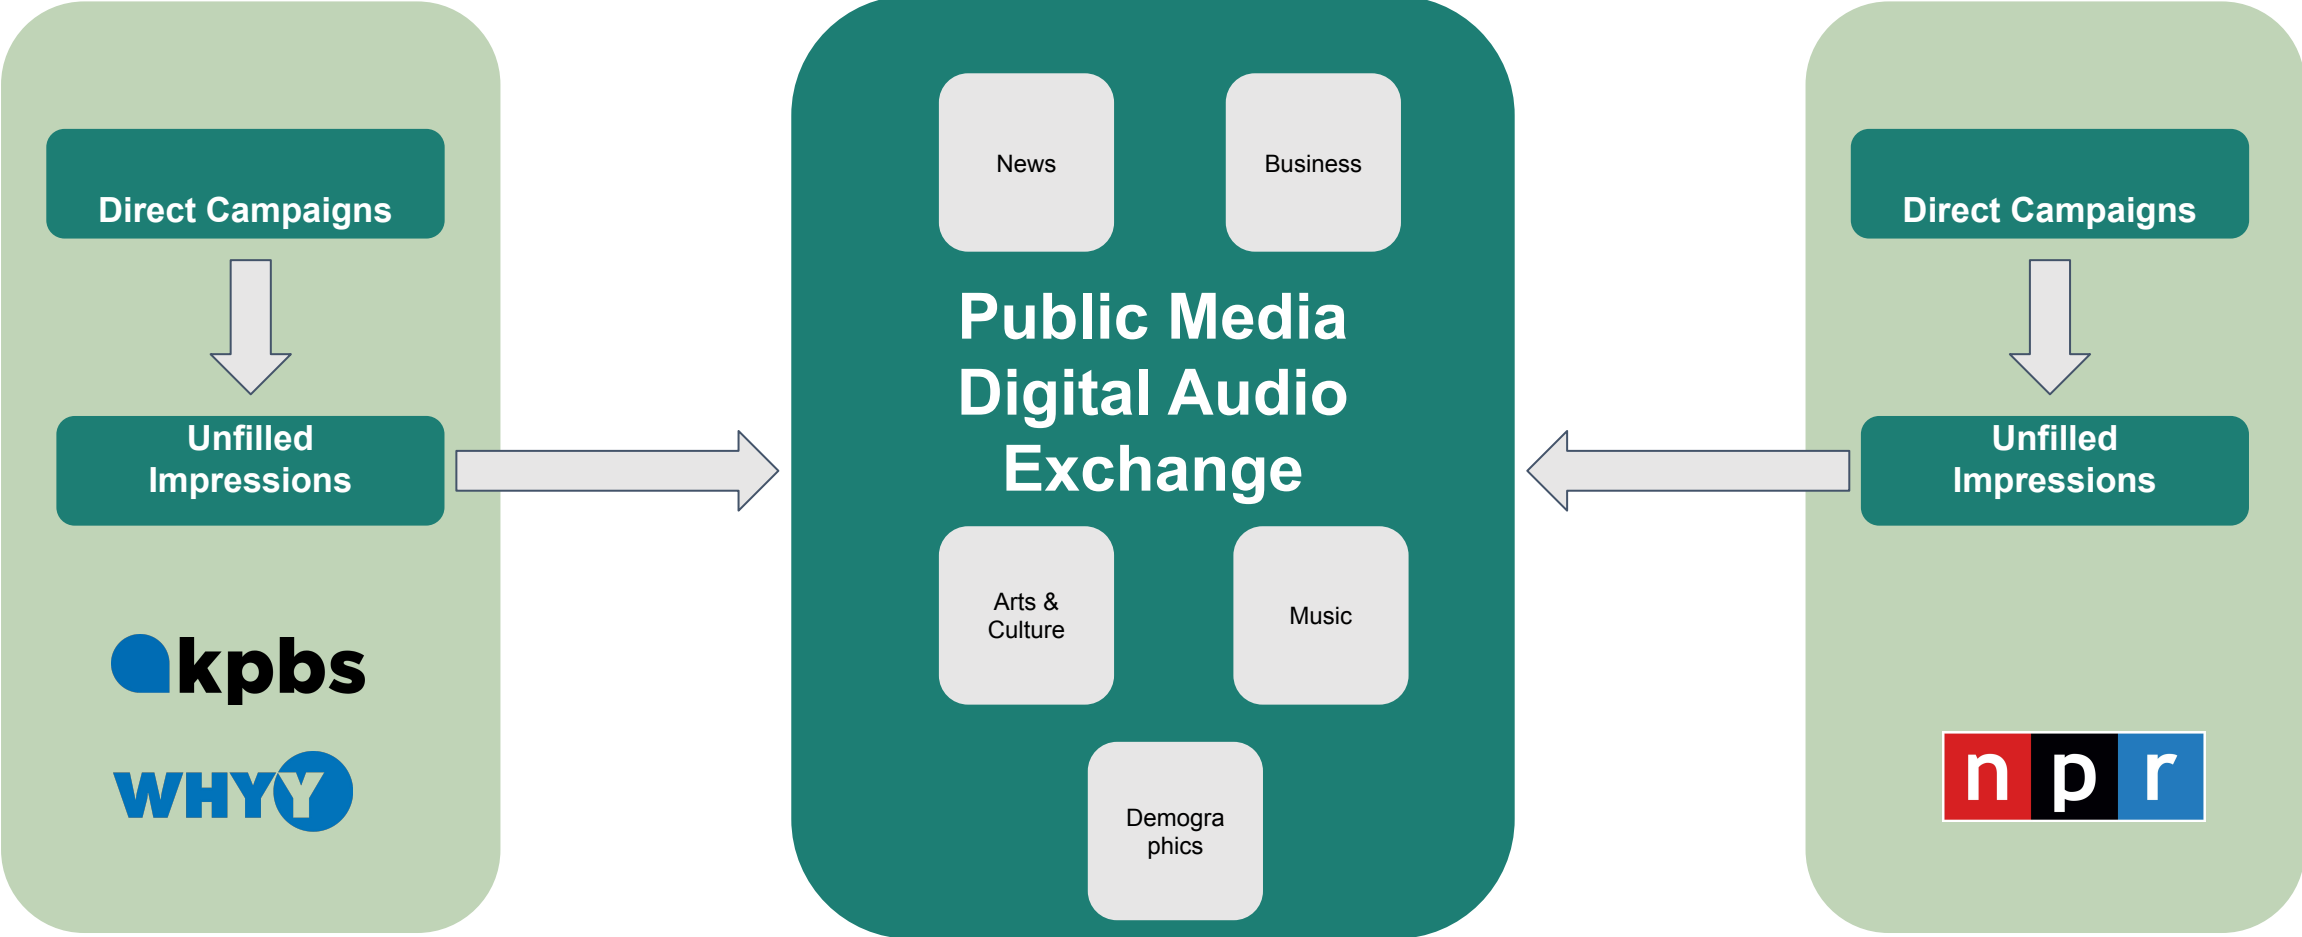 Direct Campaigns
Unfilled
Impressions
kpbs
WHYY
News
Business
Public Media
Digital Audio
Exchange
Arts &
Culture
Music
Demogra
phics
Direct Campaigns
Unfilled
Impressions
npr